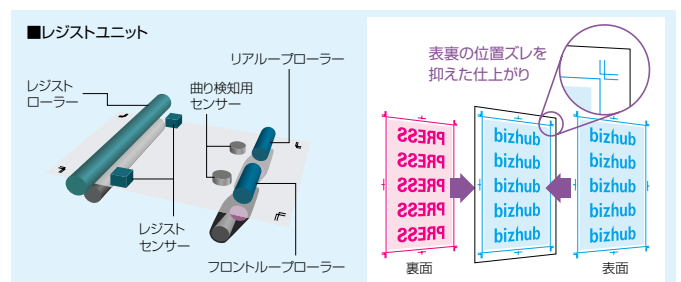 ■レジストユニット
リアループローラー
レジスト
ローラー
曲り検知用
センサー
レジスト
センサー
フロントループローラー
表裏の位置ズレを
抑えた仕上がり
PRESS
PRESS
PRESS
PRESS
PRESS
bizhub
bizhub
bizhub
bizhub
bizhub
bizhub
bizhub
bizhub
bizhub
bizhub
裏面
表面